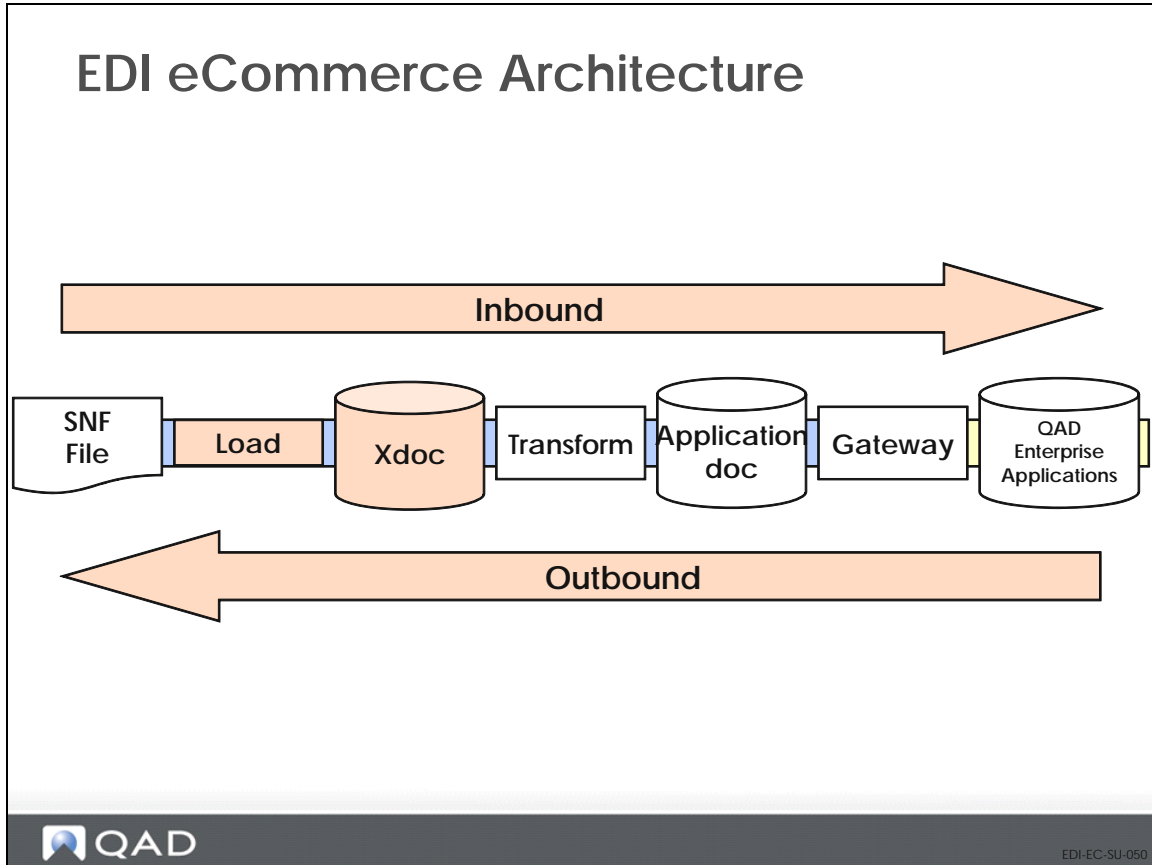 EDI eCommerce Architecture
Inbound
SNF
File
Load
Xdoc
Transform
Application
doc
Gateway
QAD
Enterprise
Applications
Outbound
QAD
EDI-EC-SU-050